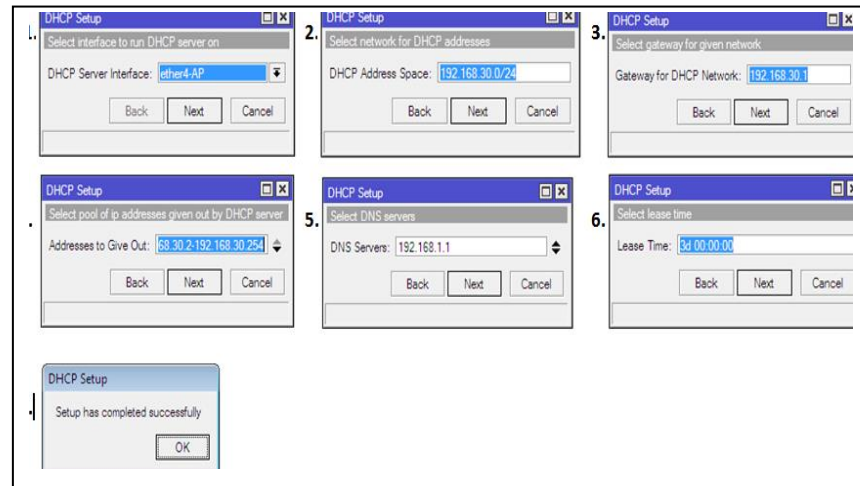 1.
DHCP Setup
Select interface to run DHCP server on
DHCP Server Interface: ether4-AP
Back Next Cancel
2.
DHCP Setup
Select network for DHCP addresses
DHCP Address Space: 192.168.30.0/24
Back Next Cancel
3.
DHCP Setup
Select gateway for given network
Gateway for DHCP Network: 192.168.30.1
Back Next Cancel
.
DHCP Setup
Select pool of ip addresses given out by DHCP server
Addresses to Give Out: 68.30.2-192.168.30.254
Back Next Cancel
5.
DHCP Setup
Select DNS servers
DNS Servers: 192.168.1.1
Back Next Cancel
6.
DHCP Setup
Select lease time
Lease Time: 3d 00:00:00
Back Next Cancel
.
DHCP Setup
Setup has completed successfully
OK